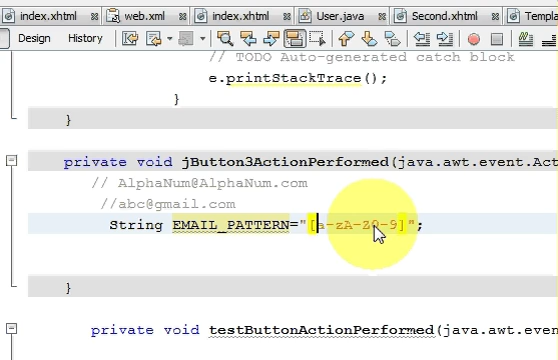 index.xhtml web.xml index.xhtml User.java Second.xhtml
Design History
// TODO Auto-generated catch block
e.printStackTrace();
}
}
private void jButton3ActionPerformed(java.awt.event.Act
// AlphaNum@AlphaNum.com
//abc@gmail.com
String EMAIL_PATTERN="[a-zA-Z0-9]";
}
private void testButtonActionPerformed(java.awt.even